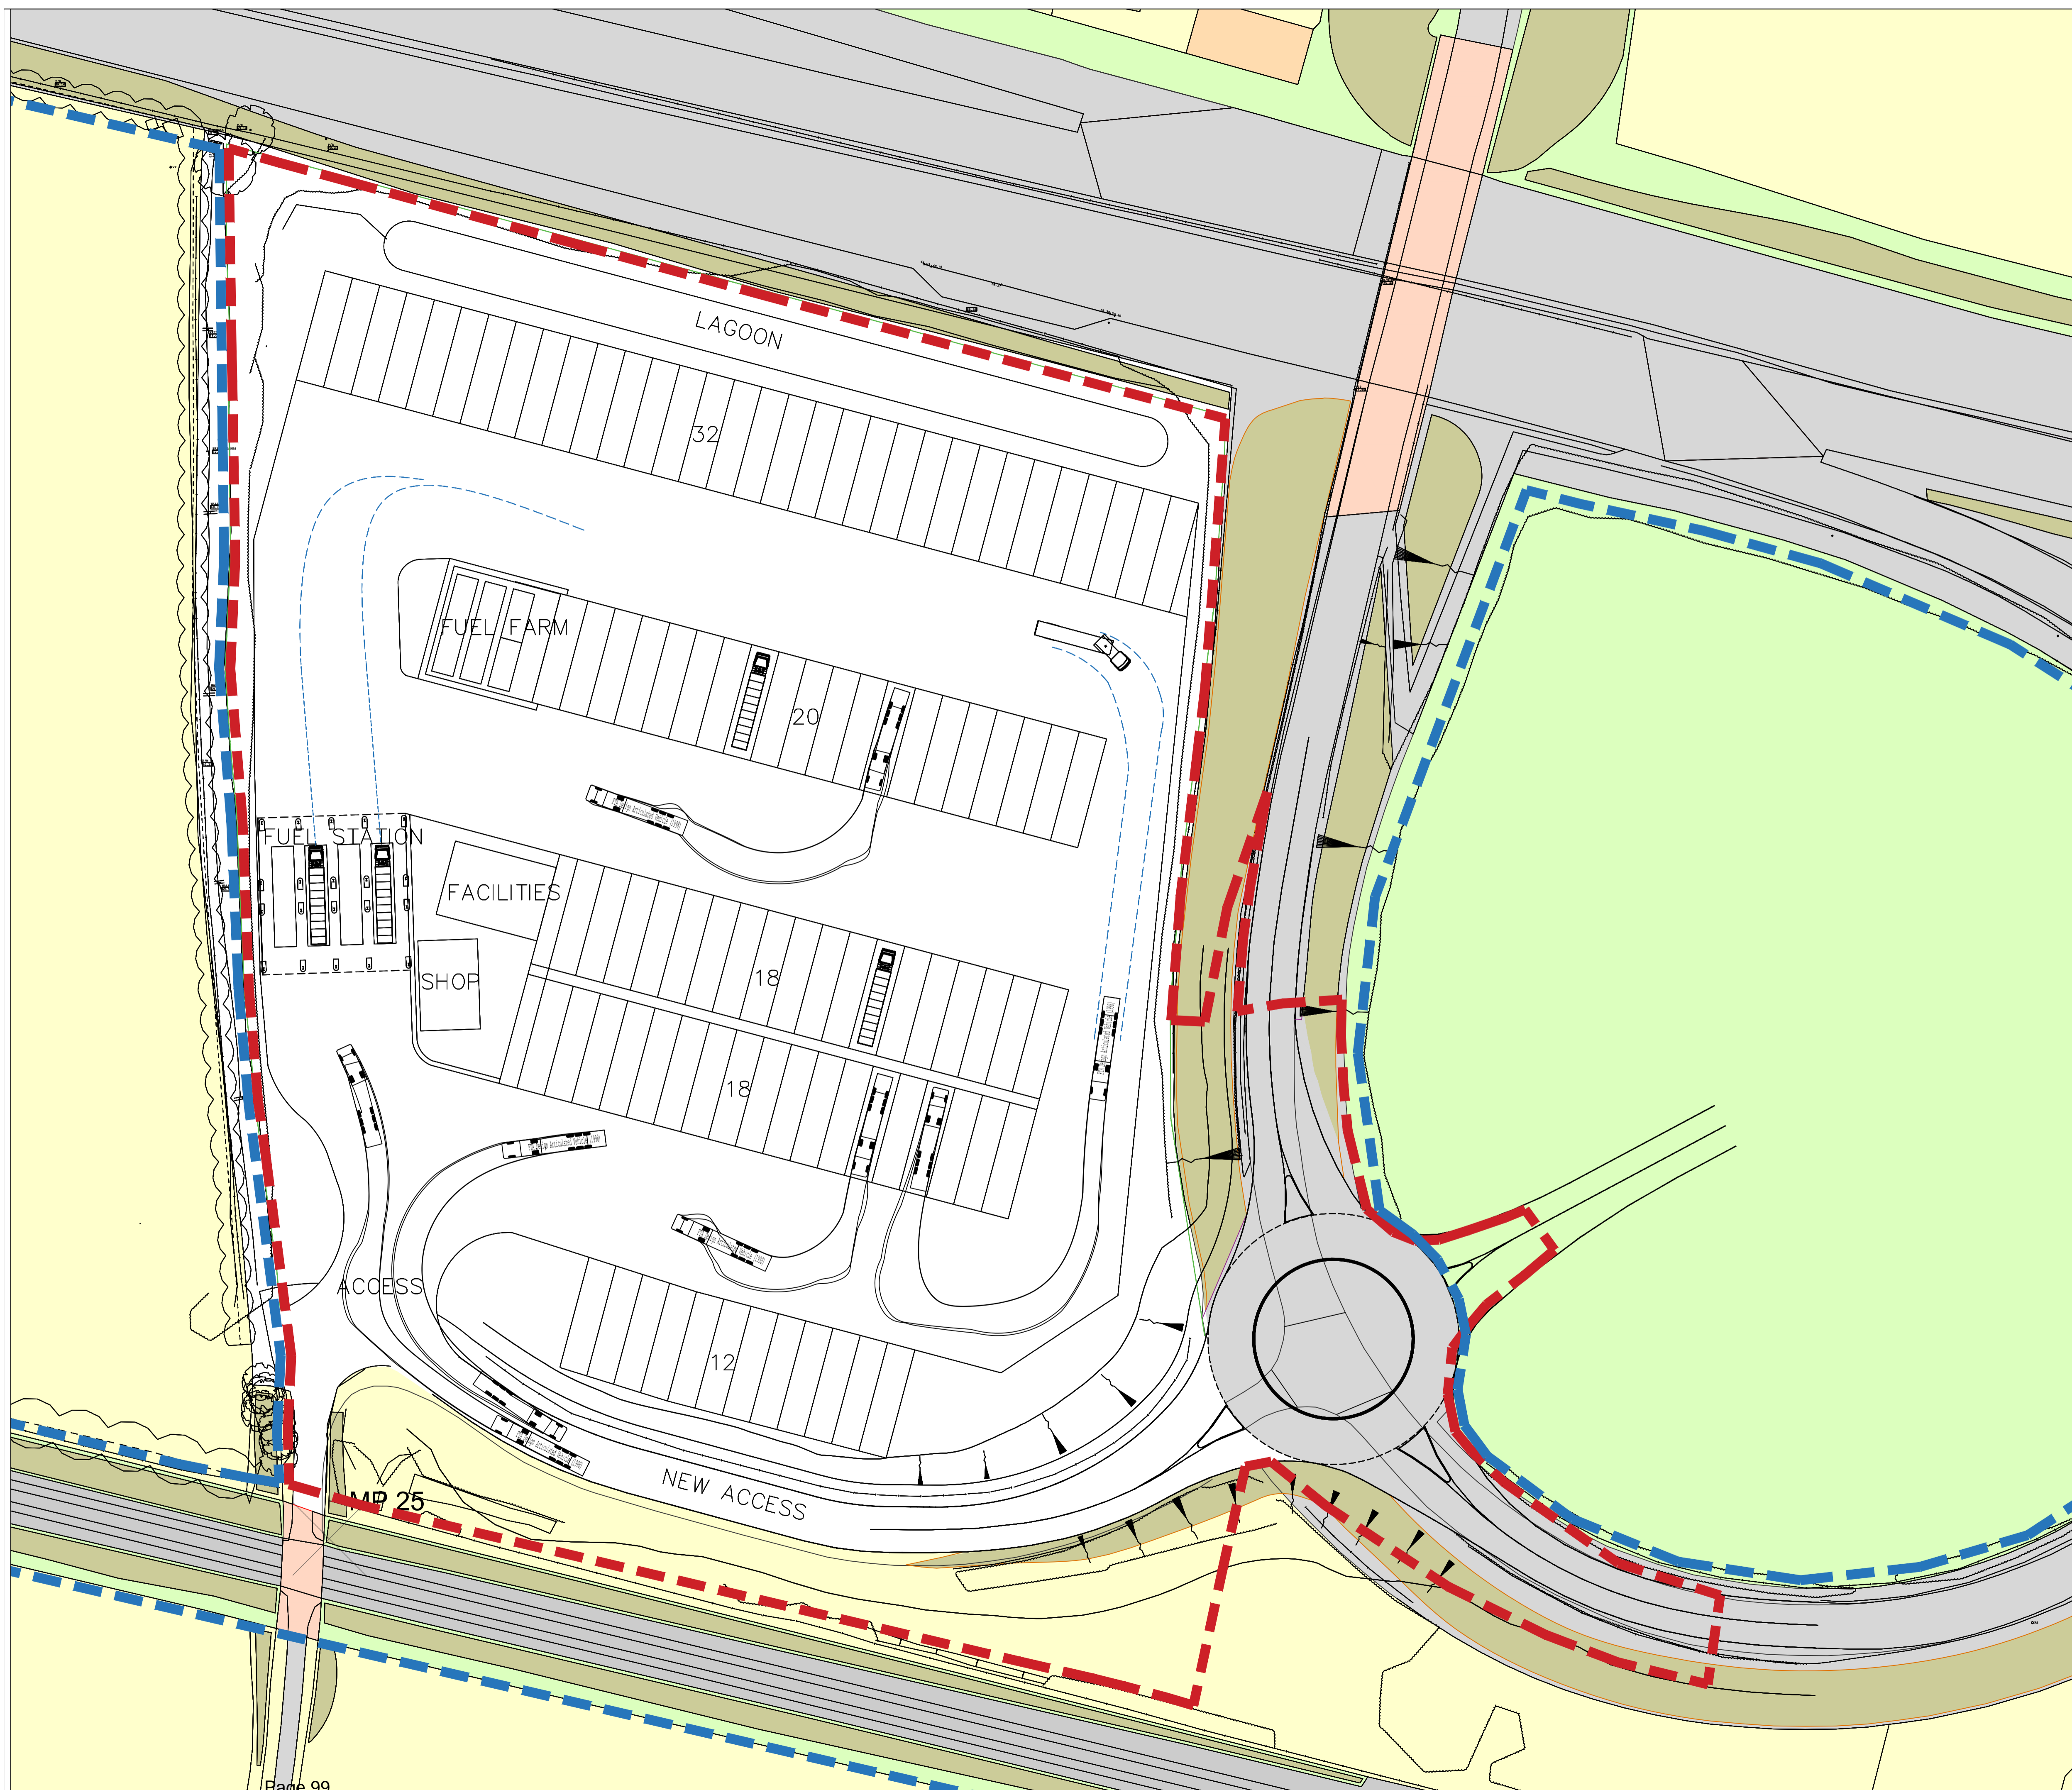 LAGOON
32
FUEL FARM
20
FUEL STATION
FACILITIES
18
SHOP
18
ACCESS
12
NEW ACCESS
MP 25
Page 99